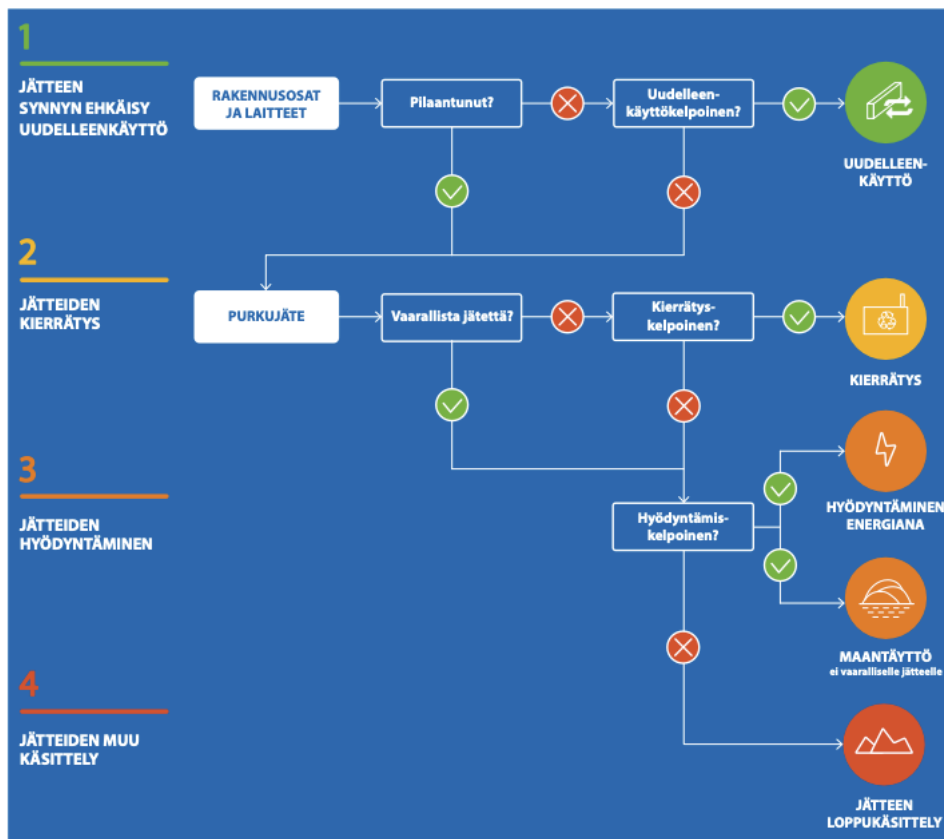 1
JÄTTEEN
SYNNYN EHKÄISY
UUDELLEENKÄYTTÖ
RAKENNUSOSAT
JA LAITTEET
Pilaantunut?
Uudelleen-
käyttökelpoinen?
UUDELLEEN-
KÄYTTÖ
2
JÄTTEIDEN
KIERRÄTYS
PURKUJÄTE
Vaarallista jätettä?
Kierrätys-
kelpoinen?
KIERRÄTYS
3
JÄTTEIDEN
HYÖDYNTÄMINEN
Hyödyntämis-
kelpoinen?
HYÖDYNTÄMINEN
ENERGIANA
MAANTÄYTTÖ
ei vaaralliselle jätteelle
4
JÄTTEIDEN MUU
KÄSITTELY
JÄTTEEN
LOPPUKÄSITTELY